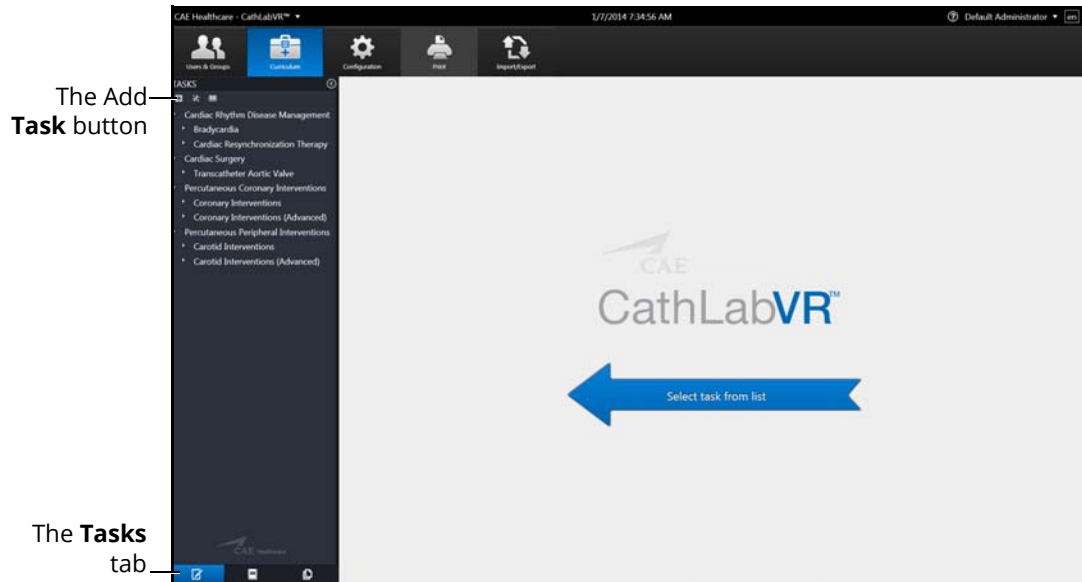 CAE Healthcare - CathLabVR™
1/7/2014 7:34:56 AM
Default Administrator
en
Users & Groups
Curriculum
Configuration
Print
Import/Export
TASKS
The Add
Task button
Cardiac Rhythm Disease Management
Bradycardia
Cardiac Resynchronization Therapy
Cardiac Surgery
Transcatheter Aortic Valve
Percutaneous Coronary Interventions
Coronary Interventions
Coronary Interventions (Advanced)
Percutaneous Peripheral Interventions
Carotid Interventions
Carotid Interventions (Advanced)
CAE
CathLabVR™
Select task from list
The Tasks
tab
CAE Healthcare